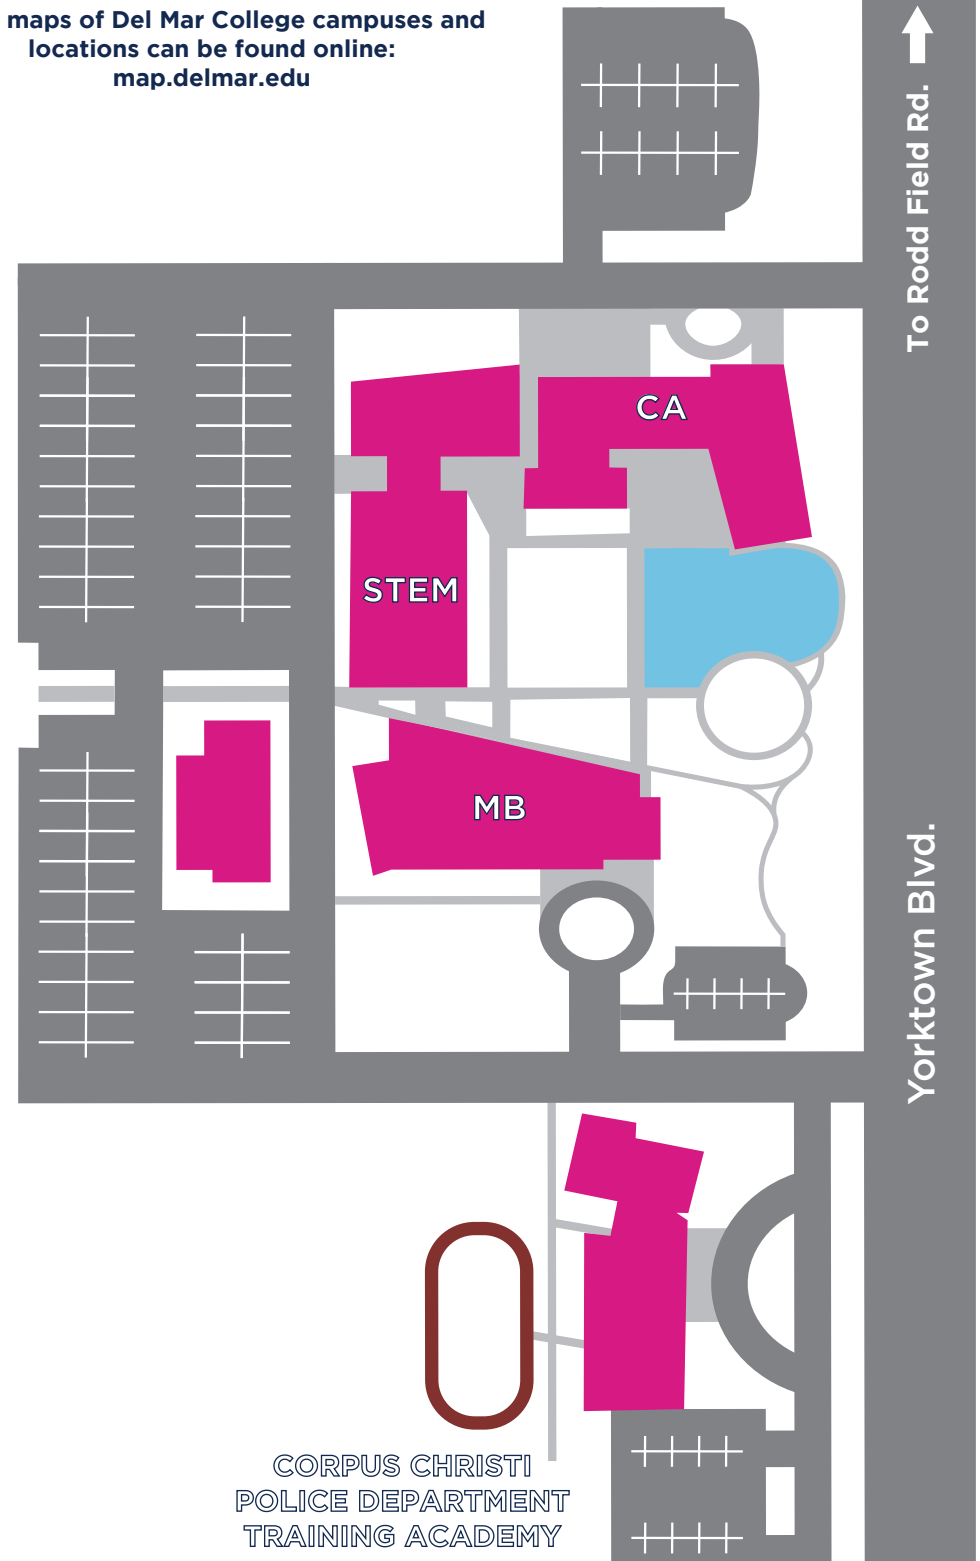 maps of Del Mar College campuses and
locations can be found online:
map.delmar.edu
To Rodd Field Rd.
CA
STEM
MB
Yorktown Blvd.
CORPUS CHRISTI
POLICE DEPARTMENT
TRAINING ACADEMY